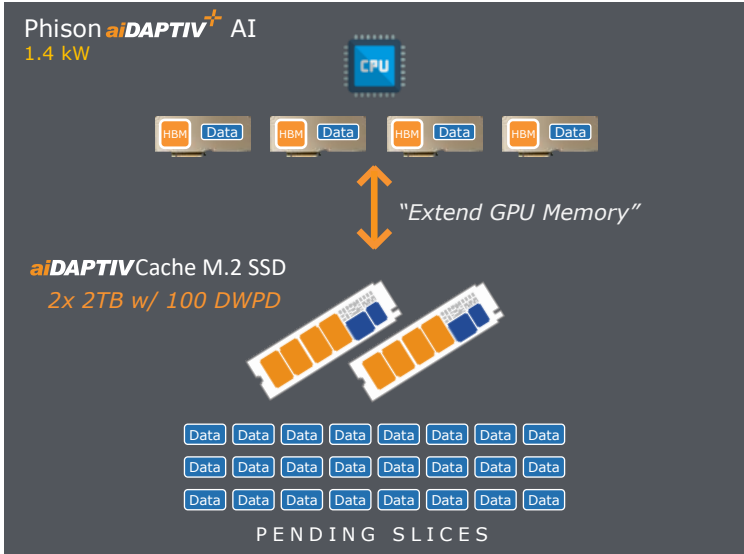 Phison aiDAPTIV+ AI
1.4 kW
CPU
HBM Data HBM Data HBM Data HBM Data
“Extend GPU Memory”
aiDAPTIVCache M.2 SSD
2x 2TB w/ 100 DWPD
Data Data Data Data Data Data Data Data
Data Data Data Data Data Data Data Data
Data Data Data Data Data Data Data Data
PENDING SLICES